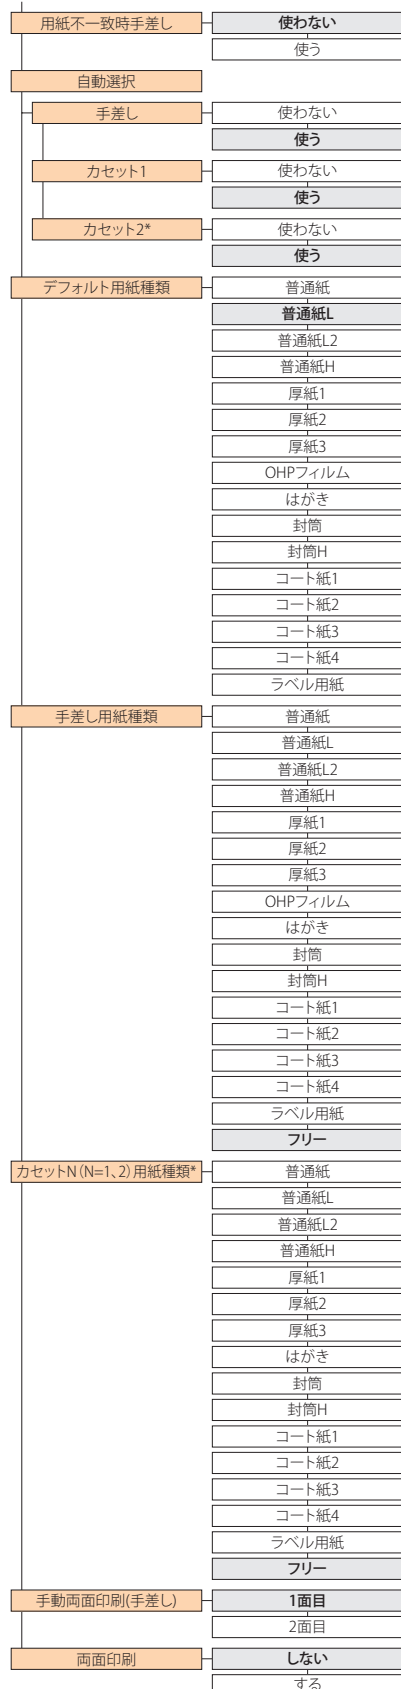 用紙不一致時手差し 使わない
使う
自動選択
手差し 使わない
使う
カセット1 使わない
使う
カセット2* 使わない
使う
デフォルト用紙種類 普通紙
普通紙L
普通紙L2
普通紙H
厚紙1
厚紙2
厚紙3
OHPフィルム
はがき
封筒
封筒H
コート紙1
コート紙2
コート紙3
コート紙4
ラベル用紙
手差し用紙種類 普通紙
普通紙L
普通紙L2
普通紙H
厚紙1
厚紙2
厚紙3
OHPフィルム
はがき
封筒
封筒H
コート紙1
コート紙2
コート紙3
コート紙4
ラベル用紙
フリー
カセットN（N=1、2）用紙種類* 普通紙
普通紙L
普通紙L2
普通紙H
厚紙1
厚紙2
厚紙3
はがき
封筒
封筒H
コート紙1
コート紙2
コート紙3
コート紙4
ラベル用紙
フリー
手動両面印刷(手差し) 1面目
2面目
両面印刷 しない
する